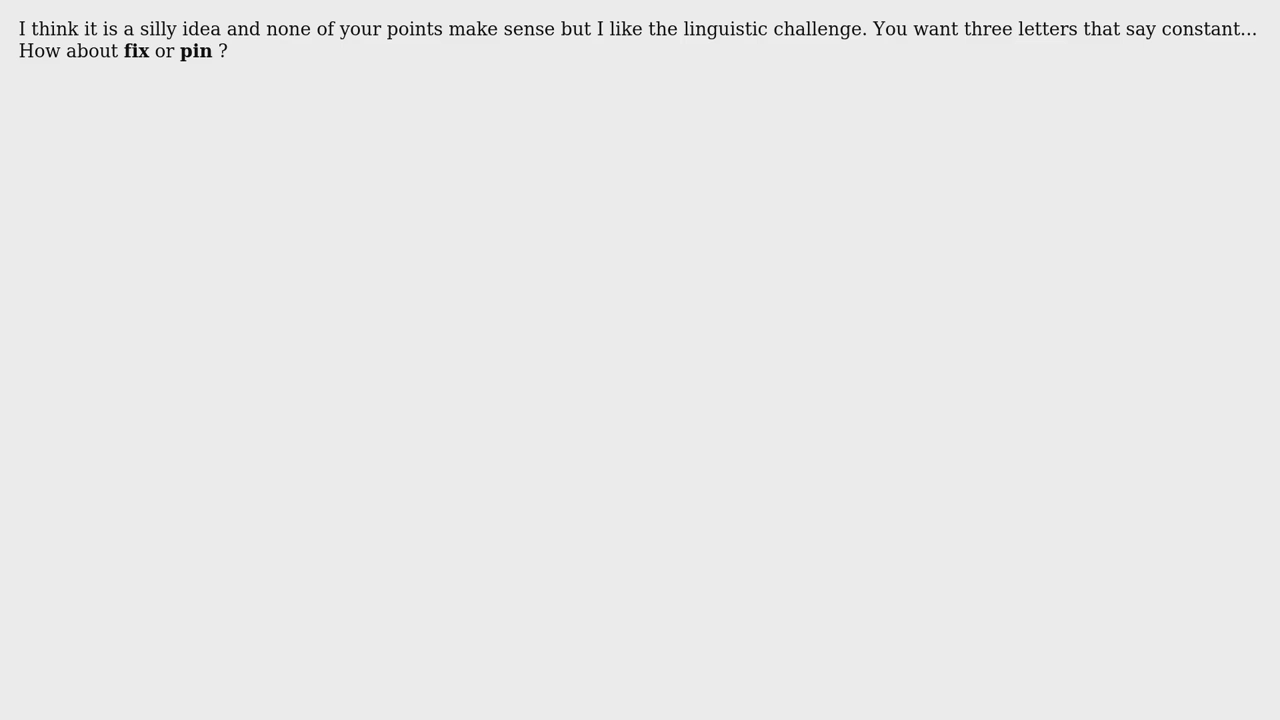 I think it is a silly idea and none of your points make sense but I like the linguistic challenge. You want three letters that say constant...
How about fix or pin ?